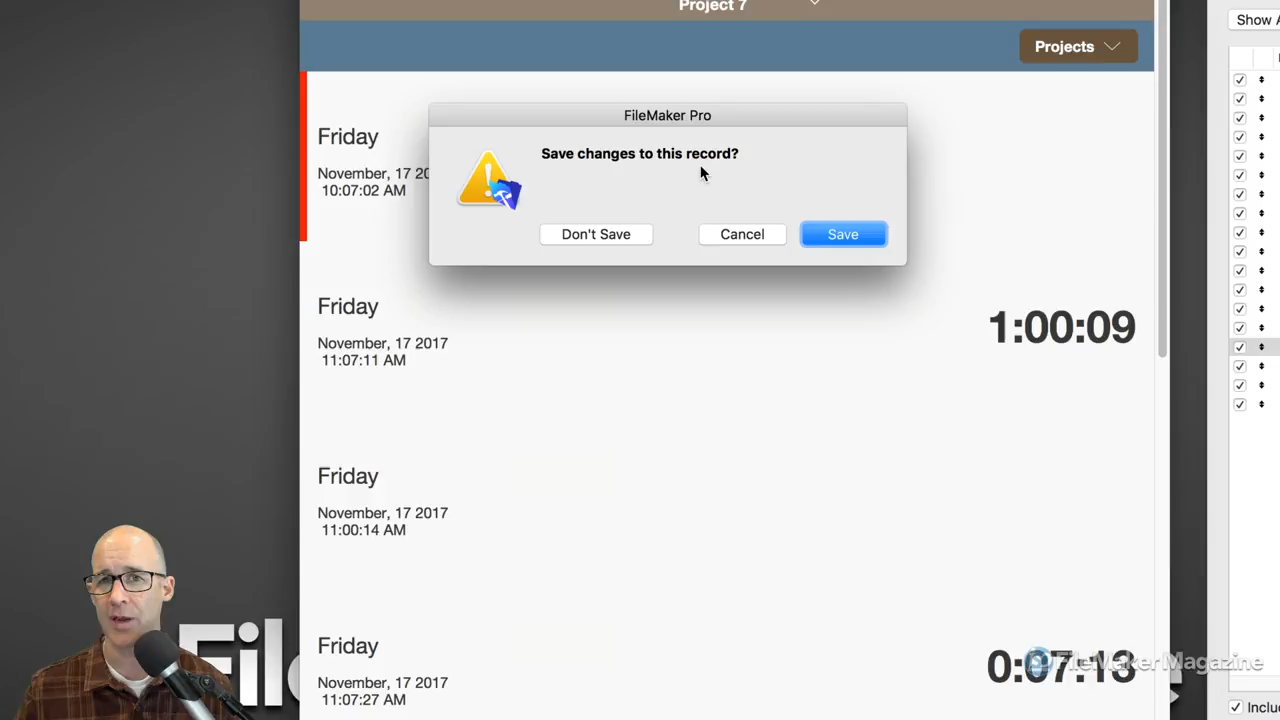 Project 7
Show
Projects
FileMaker Pro
Save changes to this record?
Don't Save
Cancel
Save
Friday
November, 17 20
10:07:02 AM
Friday
November, 17 2017
11:07:11 AM
1:00:09
Friday
November, 17 2017
11:00:14 AM
Friday
November, 17 2017
11:07:27 AM
0:07:13
FileMaker Magazine
Fil
Inclu